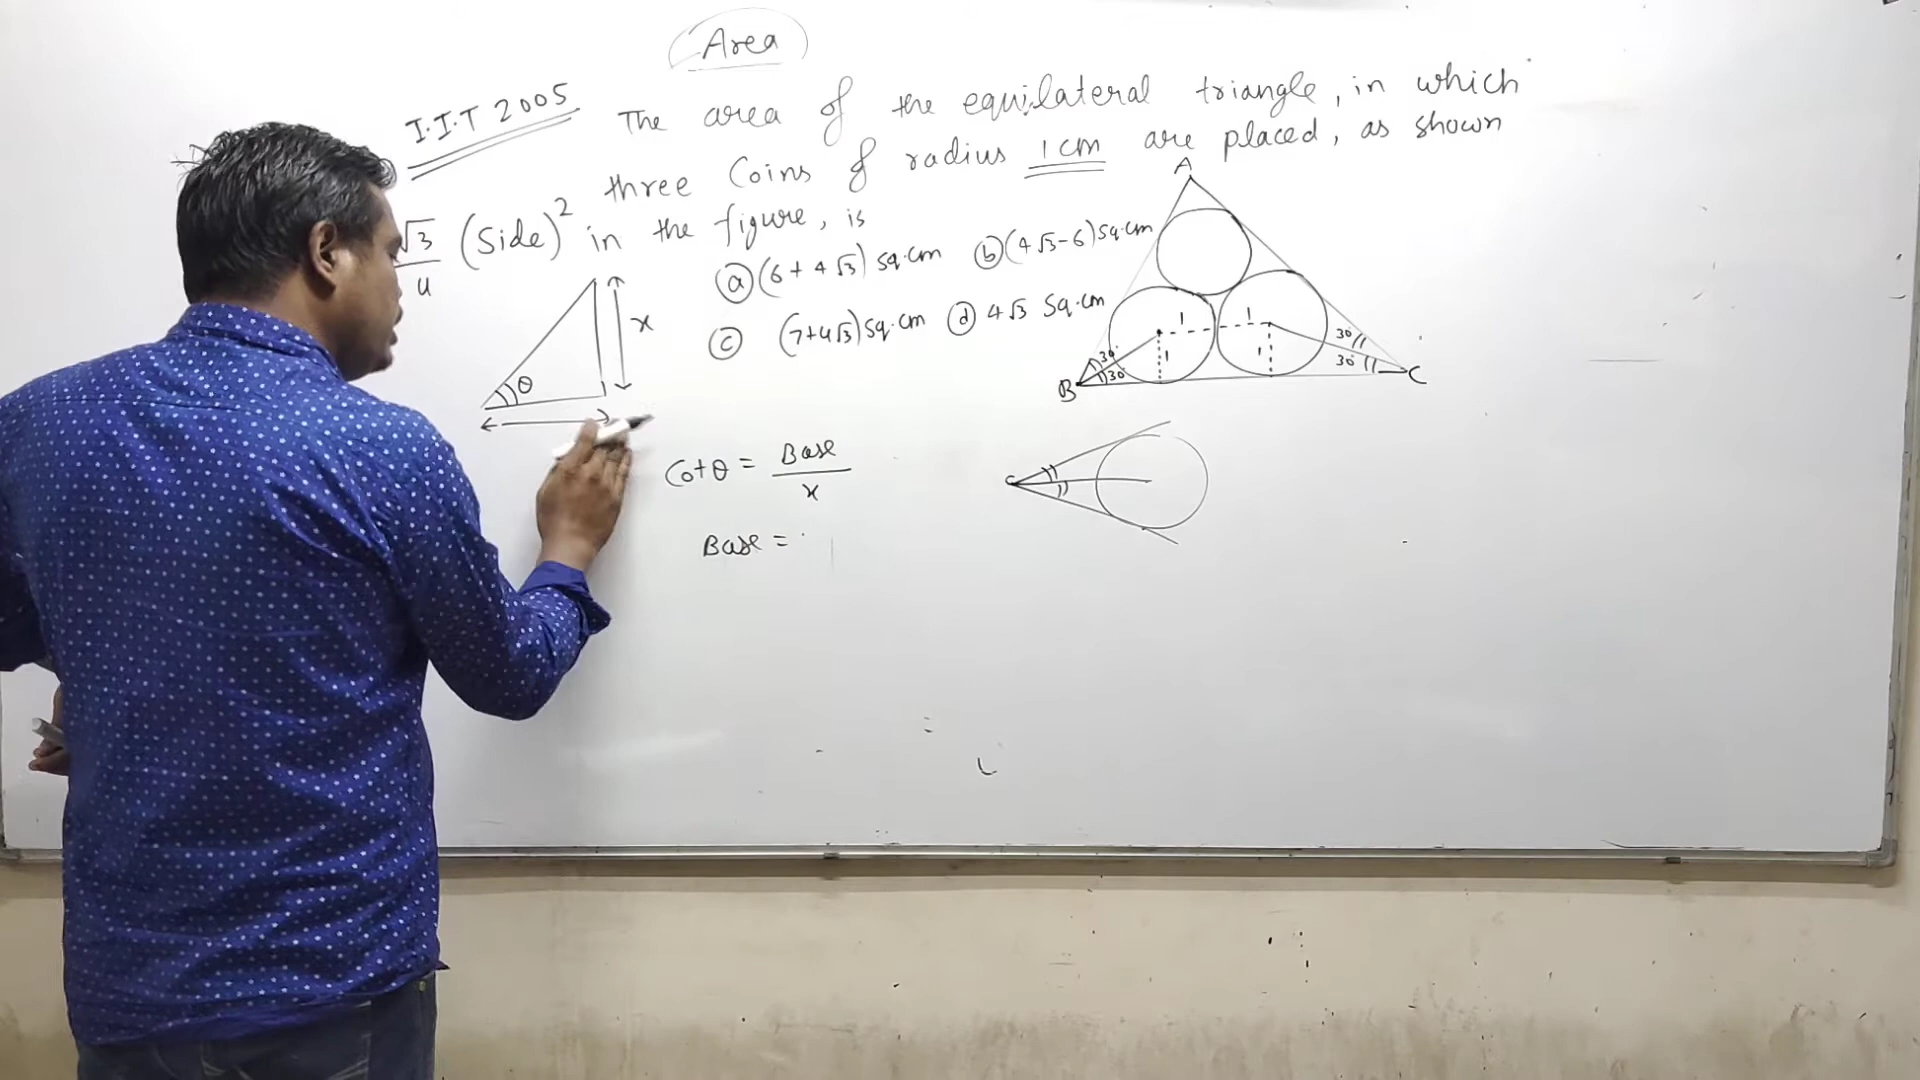 Area
I.I.T 2005
The area of the equilateral triangle, in which
three Coins of radius 1 cm are placed, as shown
in the figure, is
√3/4 (Side)²
(a) (6 + 4√3) Sq.cm (b) (4√3 - 6) Sq.cm
(c) (7+4√3) Sq.cm (d) 4√3 Sq.cm
A
1 1
1 1
30° 30°
30° 30°
B C
θ x
Cotθ = Base/x
Base =
C